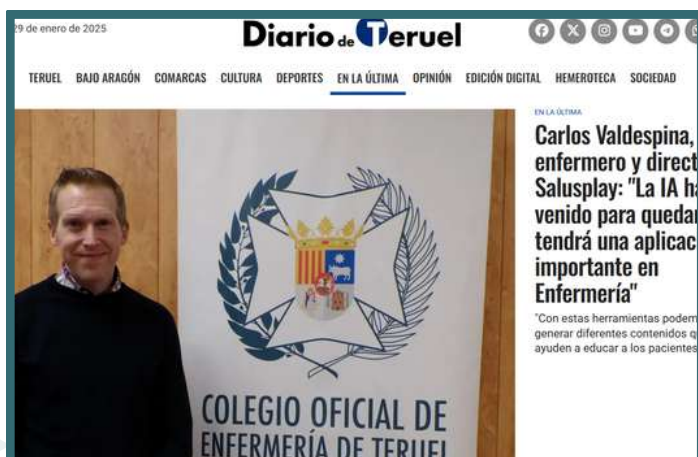 29 de enero de 2025
Diario de Teruel
TERUEL BAJO ARAGÓN COMARCAS CULTURA DEPORTES EN LA ÚLTIMA OPINIÓN EDICIÓN DIGITAL HEMEROTECA SOCIEDAD
EN LA ÚLTIMA
Carlos Valdespina,
enfermero y direct
Salusplay: "La IA ha
venido para queda
tendrá una aplicac
importante en
Enfermería"
"Con estas herramientas podem
generar diferentes contenidos q
ayuden a educar a los pacientes
COLEGIO OFICIAL DE
ENFERMERÍA DE TERUEL